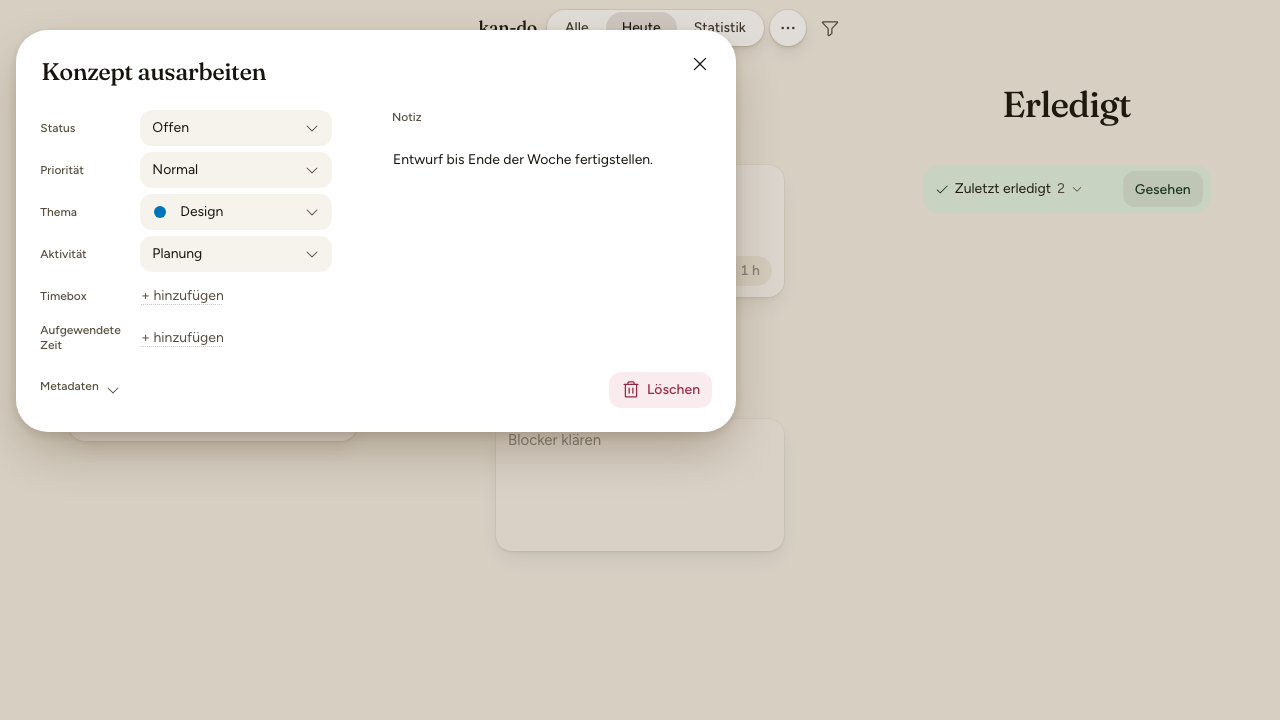 kan-do Alle Heute Statistik
Konzept ausarbeiten
Status Offen
Priorität Normal
Thema Design
Aktivität Planung
Timebox + hinzufügen
Aufgewendete Zeit + hinzufügen
Metadaten
Notiz
Entwurf bis Ende der Woche fertigstellen.
Löschen
1 h
Blocker klären
Erledigt
Zuletzt erledigt 2 Gesehen